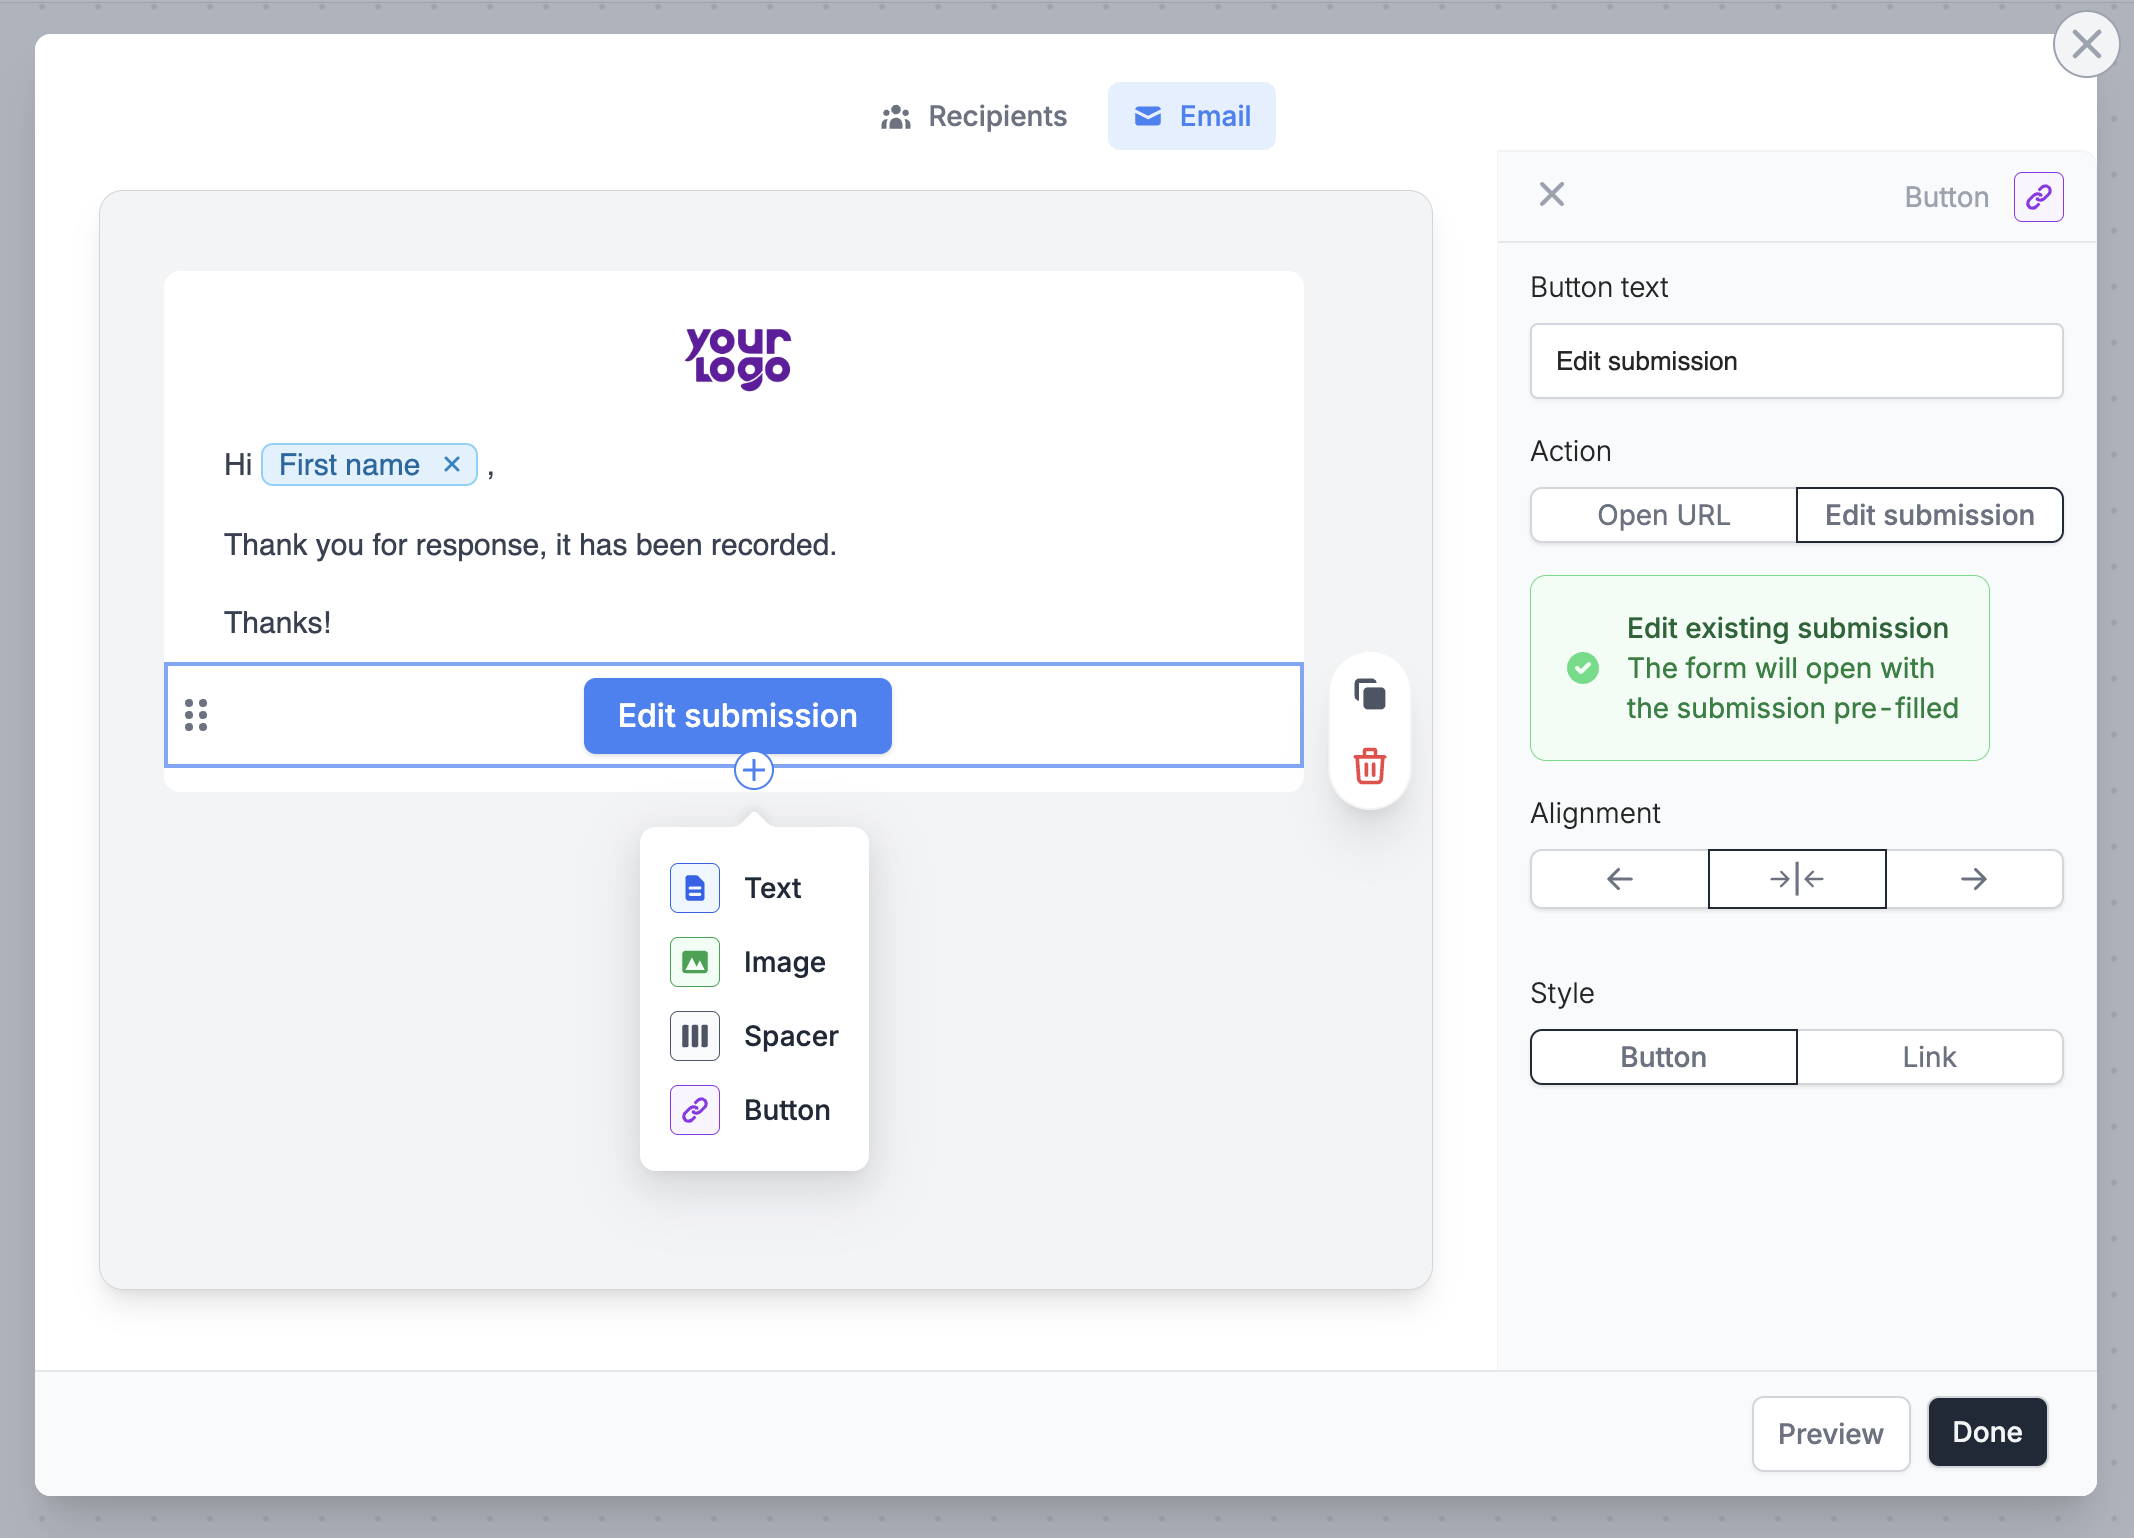 Recipients
Email
Button
your
Logo
Hi First name ,
Thank you for response, it has been recorded.
Thanks!
Edit submission
Text
Image
Spacer
Button
Button text
Edit submission
Action
Open URL
Edit submission
Edit existing submission
The form will open with
the submission pre-filled
Alignment
Style
Button
Link
Preview
Done